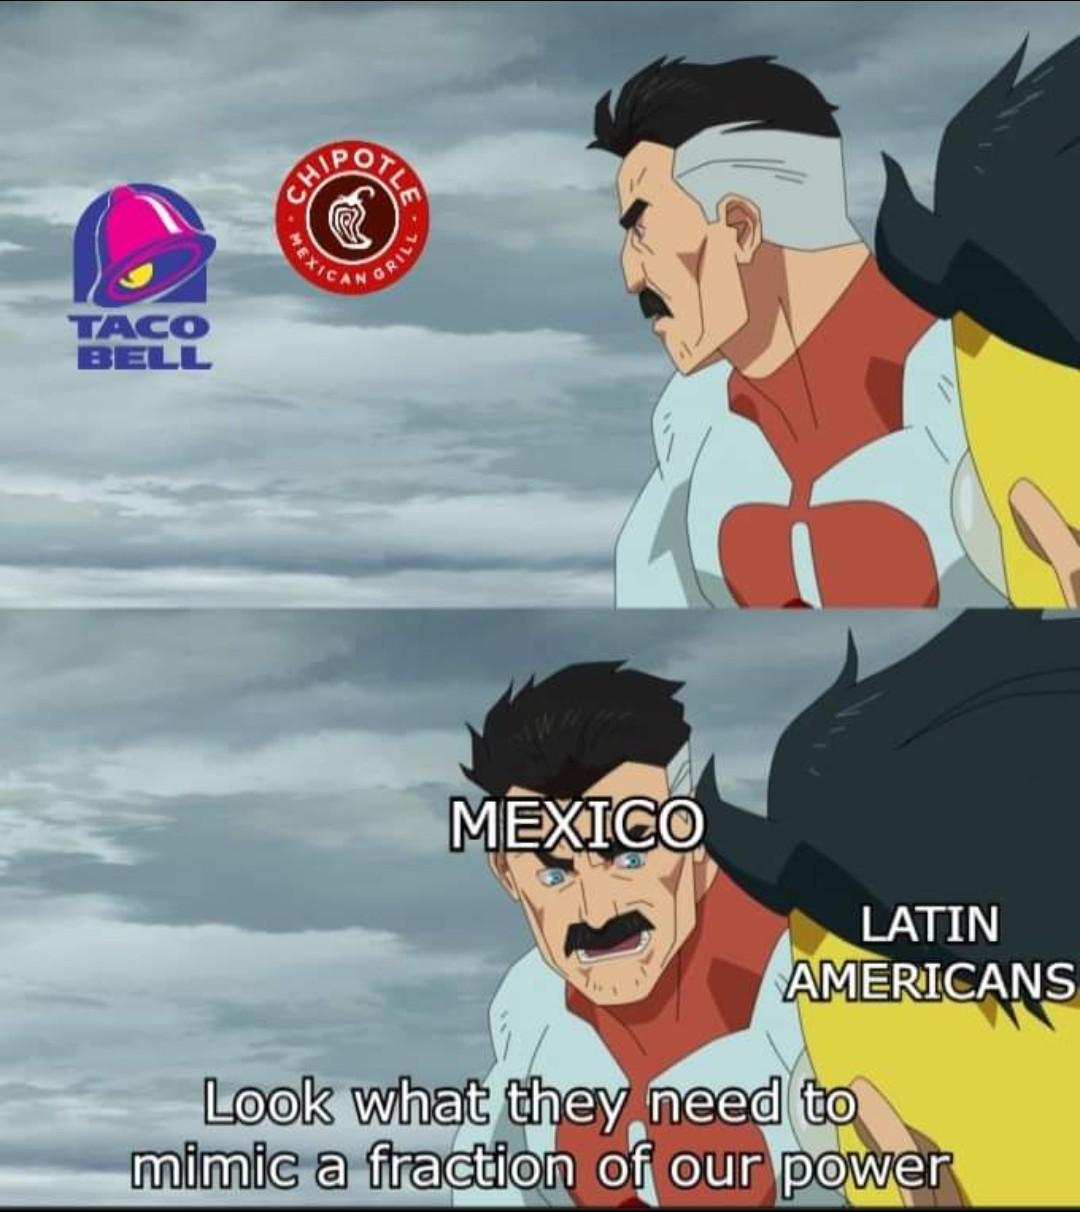 CHIPOTLE
MEXICAN GRILL
TACO
BELL
MEXICO
LATIN
AMERICANS
Look what they need to
mimic a fraction of our power